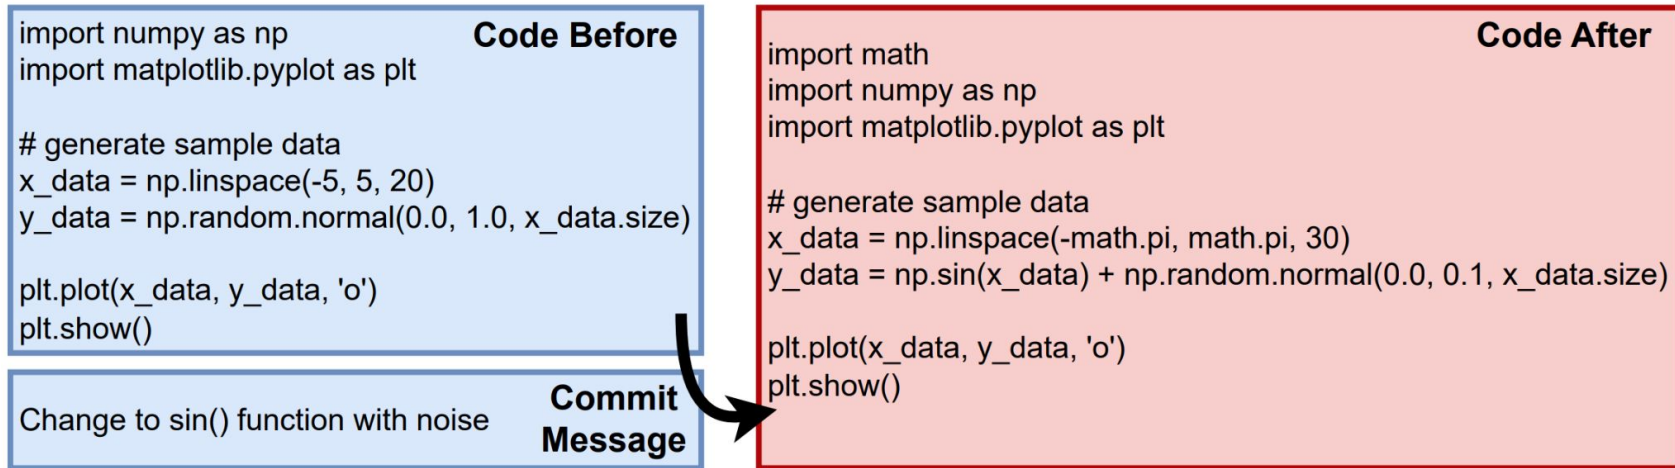 import numpy as np
Code Before
import matplotlib.pyplot as plt
# generate sample data
x_data = np.linspace(-5, 5, 20)
y_data = np.random.normal(0.0, 1.0, x_data.size)
plt.plot(x_data, y_data, 'o')
plt.show()
Change to sin() function with noise
Commit
Message
Code After
import math
import numpy as np
import matplotlib.pyplot as plt
# generate sample data
x_data = np.linspace(-math.pi, math.pi, 30)
y_data = np.sin(x_data) + np.random.normal(0.0, 0.1, x_data.size)
plt.plot(x_data, y_data, 'o')
plt.show()